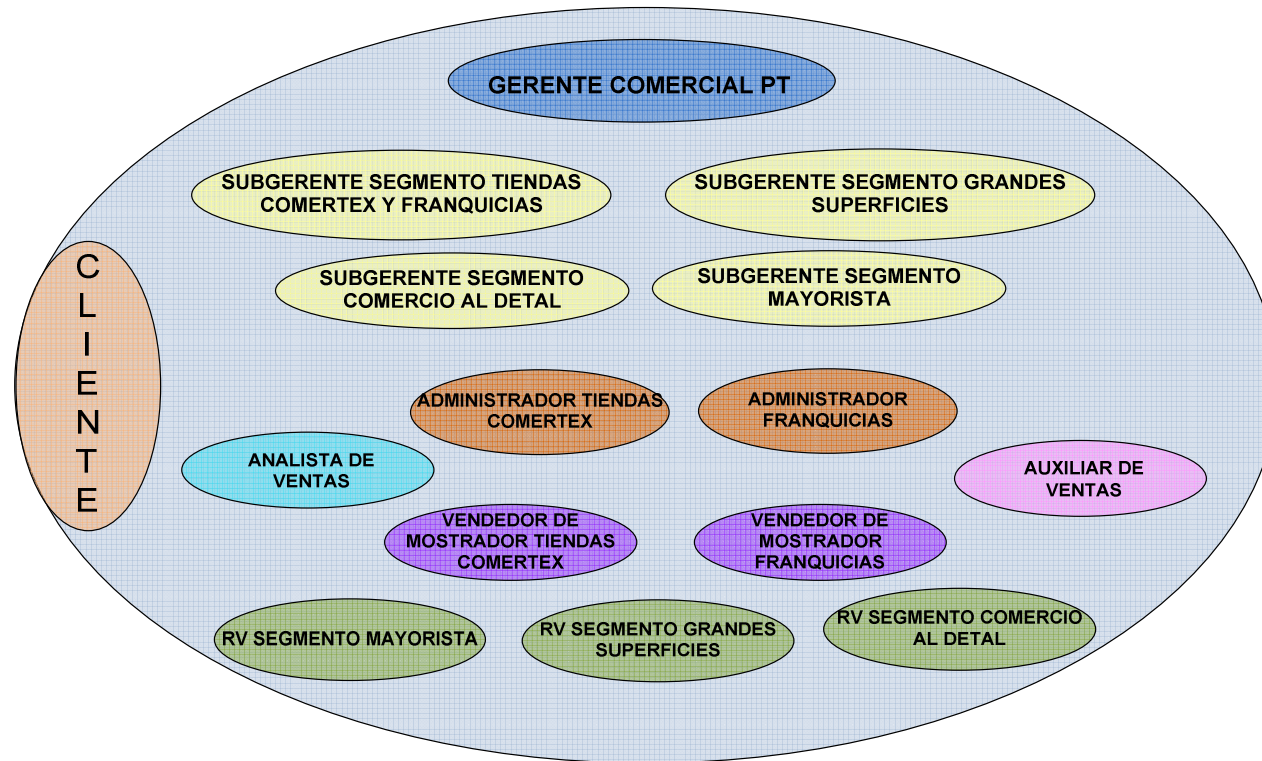 GERENTE COMERCIAL PT
SUBGERENTE SEGMENTO TIENDAS
COMERTEX Y FRANQUICIAS
SUBGERENTE SEGMENTO GRANDES
SUPERFICIES
SUBGERENTE SEGMENTO
COMERCIO AL DETAL
SUBGERENTE SEGMENTO
MAYORISTA
C
L
I
E
N
T
E
ADMINISTRADOR TIENDAS
COMERTEX
ADMINISTRADOR
FRANQUICIAS
ANALISTA DE
VENTAS
AUXILIAR DE
VENTAS
VENDEDOR DE
MOSTRADOR TIENDAS
COMERTEX
VENDEDOR DE
MOSTRADOR
FRANQUICIAS
RV SEGMENTO MAYORISTA
RV SEGMENTO GRANDES
SUPERFICIES
RV SEGMENTO COMERCIO
AL DETAL